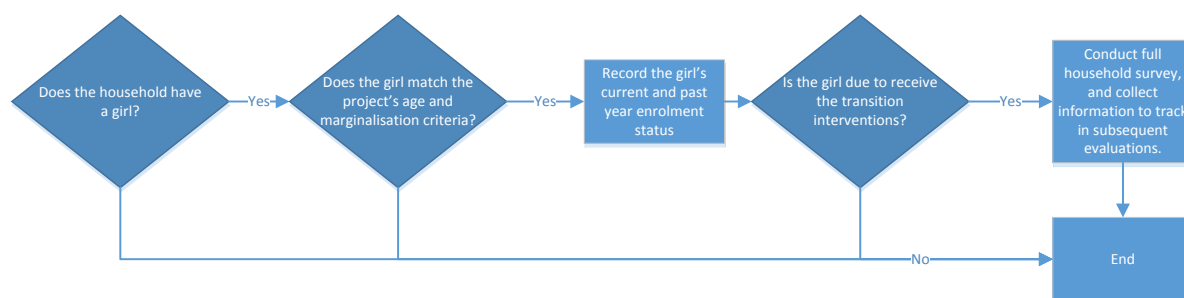 Does the household have
a girl?
Yes
Does the girl match the
project's age and
marginalisation criteria?
Yes
Record the girl's
current and past
year enrolment
status
Is the girl due to receive
the transition
interventions?
Yes
Conduct full
household survey,
and collect
information to track
in subsequent
evaluations.
No
End